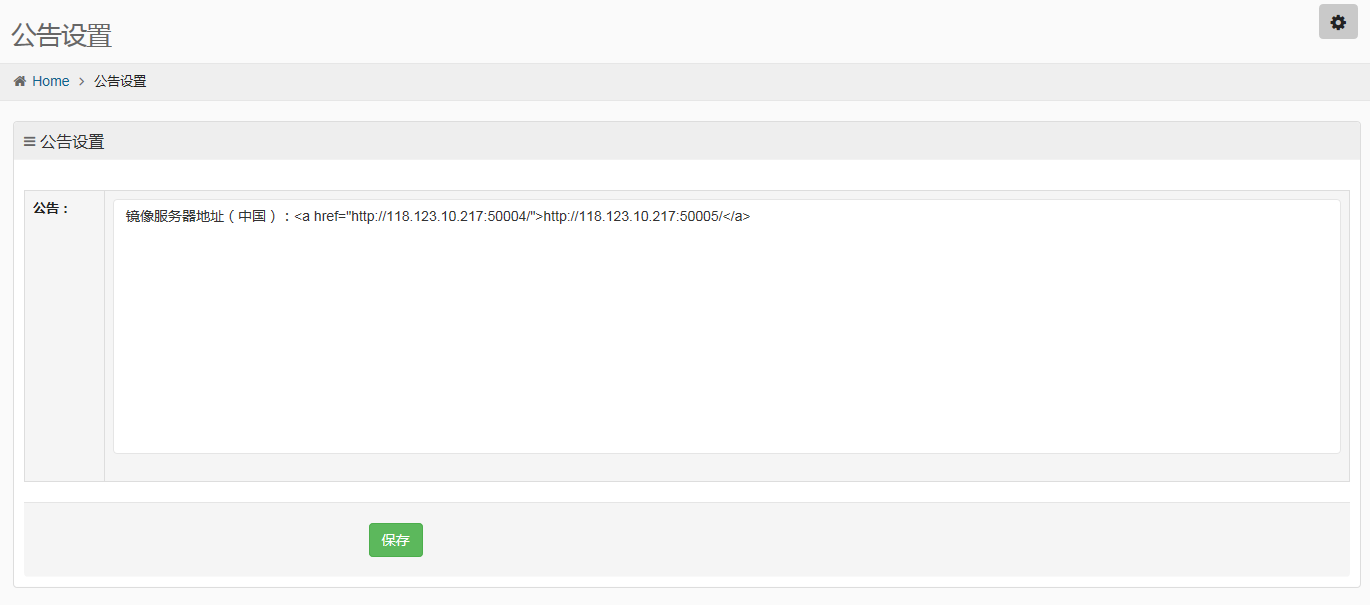 公告设置
Home > 公告设置
公告设置
公告：
镜像服务器地址（中国）：<a href="http://118.123.10.217:50004/">http://118.123.10.217:50005/</a>
保存